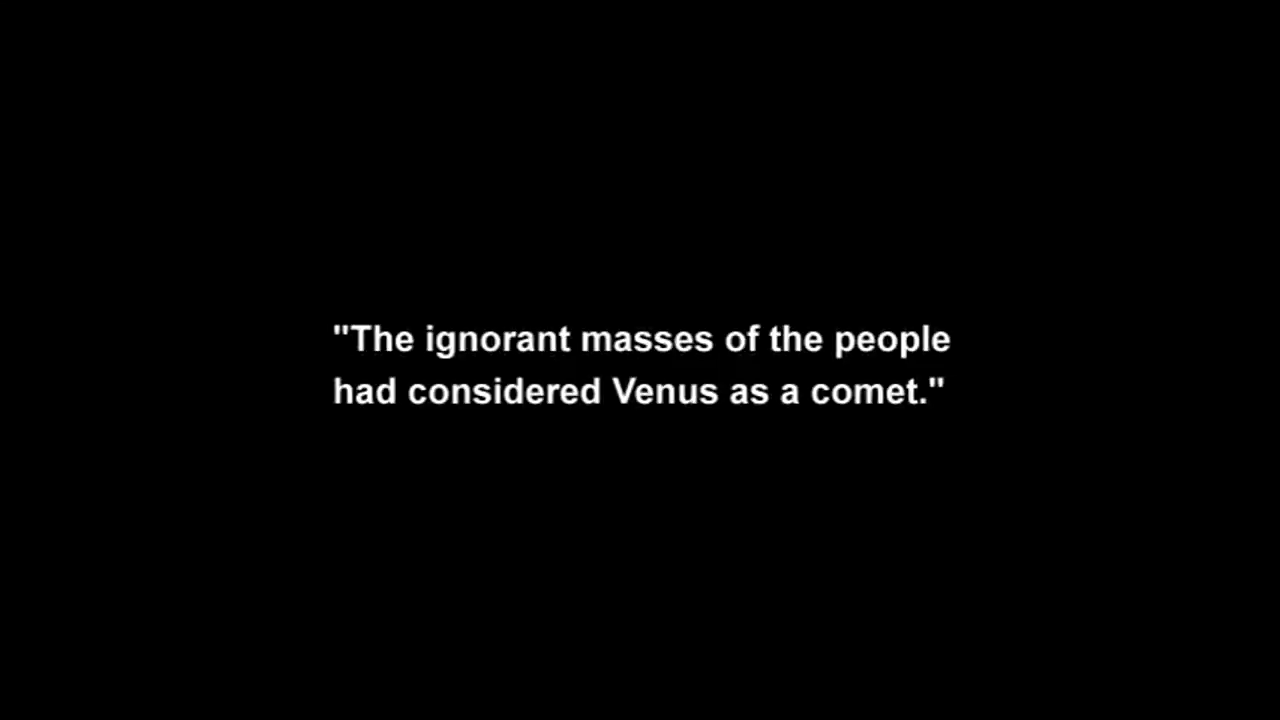 "The ignorant masses of the people
had considered Venus as a comet."